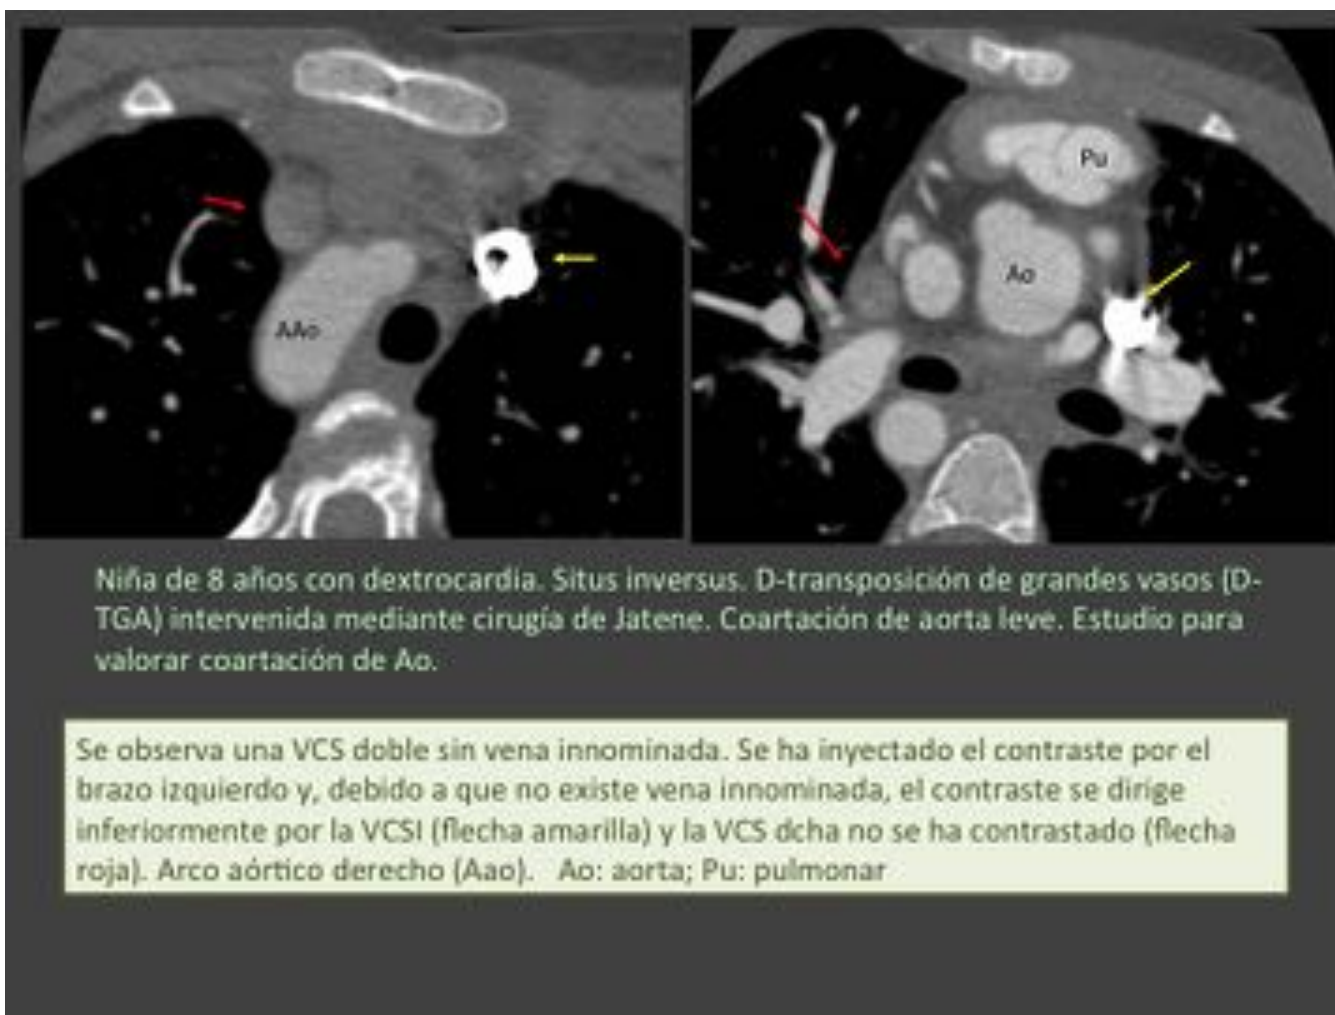 Pu
AAo
Ao
Niña de 8 años con dextrocardia. Situs inversus. D-transposición de grandes vasos (D-
TGA) intervenida mediante cirugía de Jatene. Coartación de aorta leve. Estudio para
valorar coartación de Ao.
Se observa una VCS doble sin vena innominada. Se ha inyectado el contraste por el
brazo izquierdo y, debido a que no existe vena innominada, el contraste se dirige
inferiormente por la VCSI (flecha amarilla) y la VCS dcha no se ha contrastado (flecha
roja). Arco aórtico derecho (Aao). Ao: aorta; Pu: pulmonar